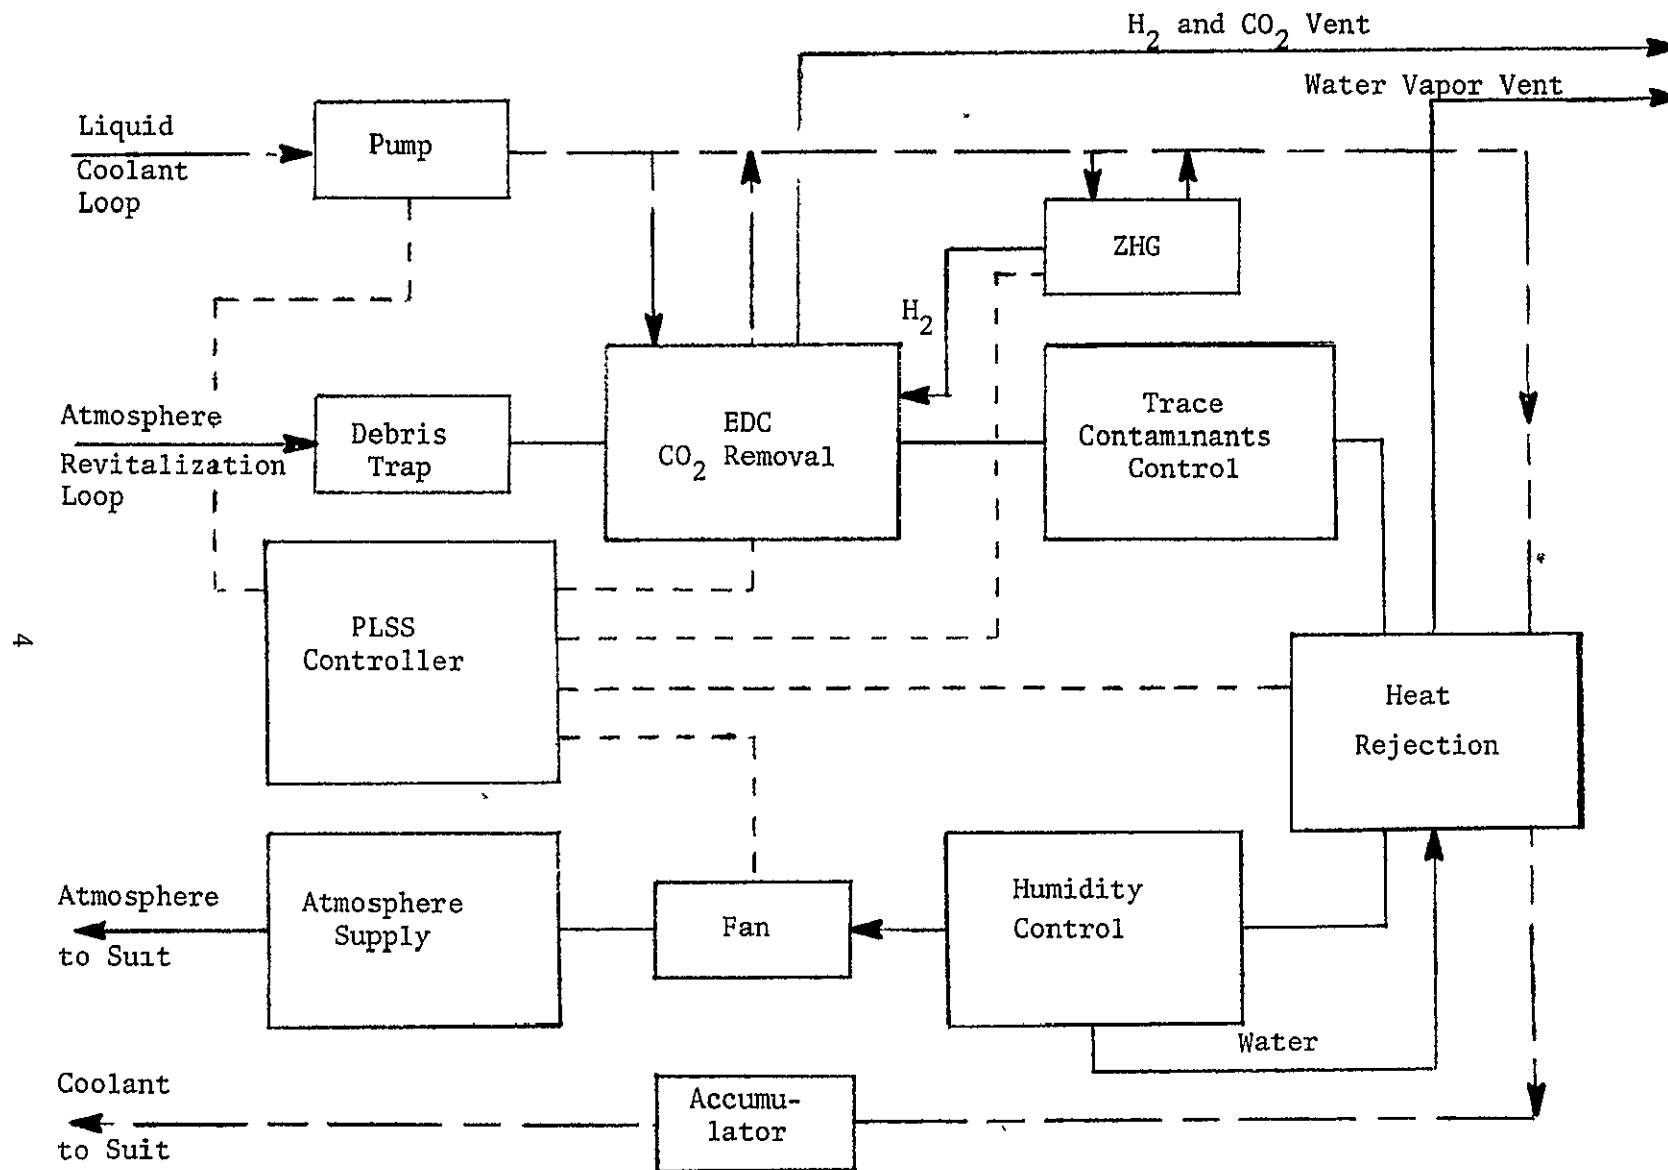 H2 and CO2 Vent
Water Vapor Vent
Liquid
Coolant
Loop
Pump
ZHG
H2
Atmosphere
Revitalization
Loop
Debris
Trap
EDC
CO2 Removal
Trace
Contaminants
Control
PLSS
Controller
Heat
Rejection
4
Atmosphere
to Suit
Atmosphere
Supply
Fan
Humidity
Control
Water
Coolant
to Suit
Accumu-
lator